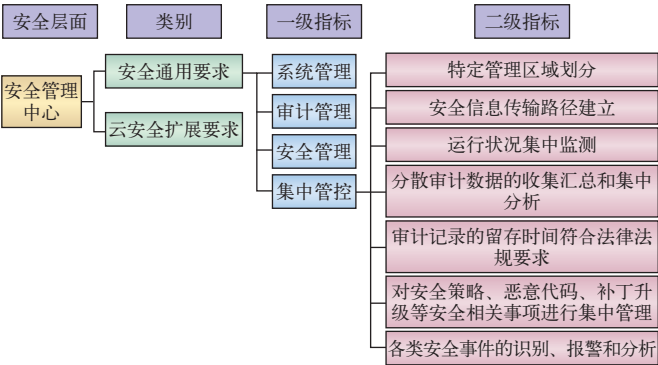 安全层面
类别
一级指标
二级指标
安全管理
中心
安全通用要求
云安全扩展要求
系统管理
审计管理
安全管理
集中管控
特定管理区域划分
安全信息传输路径建立
运行状况集中监测
分散审计数据的收集汇总和集中
分析
审计记录的留存时间符合法律法
规要求
对安全策略、恶意代码、补丁升
级等安全相关事项进行集中管理
各类安全事件的识别、报警和分析